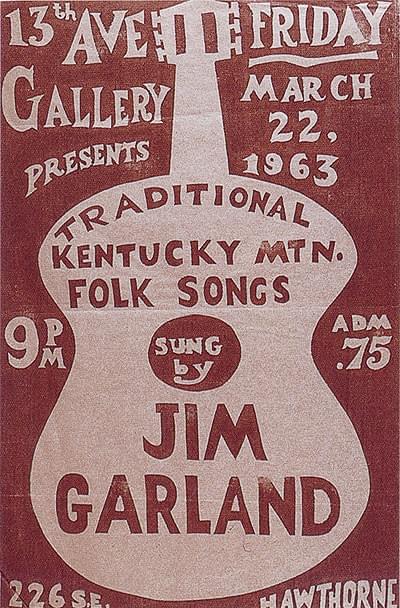 13th AVE
GALLERY
PRESENTS
FRIDAY
MARCH
22,
1963
TRADITIONAL
KENTUCKY MTN.
FOLK SONGS
9 PM
SUNG
by
ADM
.75
JIM
GARLAND
226 S.E. HAWTHORNE